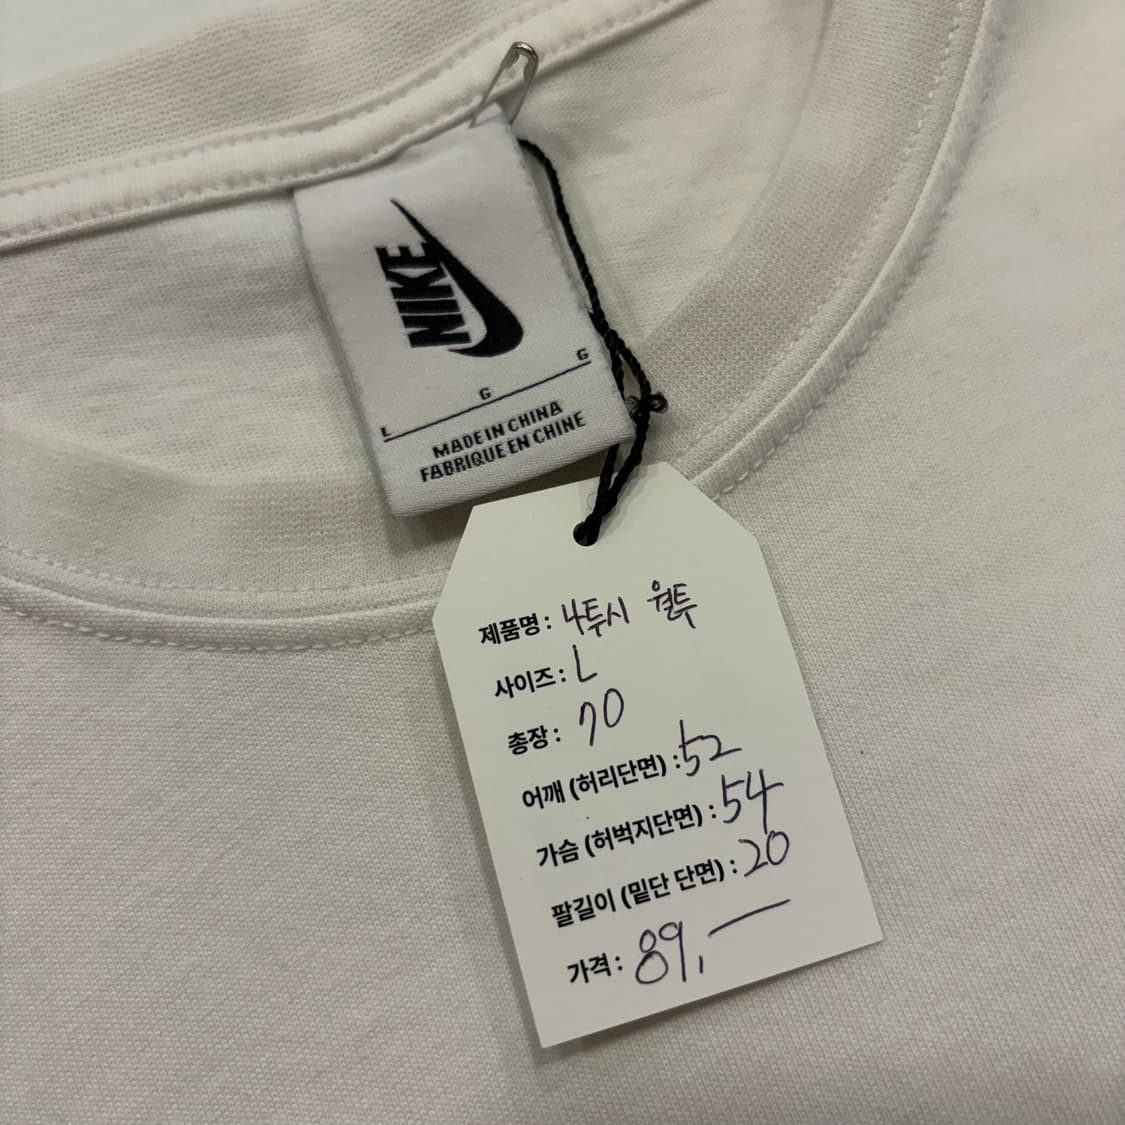 NIKE
L G G
MADE IN CHINA
FABRIQUE EN CHINE
제품명: 나투시 원투
사이즈: L
총장: 70
어깨 (허리단면) : 52
가슴 (허벅지단면) : 54
팔길이 (밑단 단면) : 20
가격: 89,—